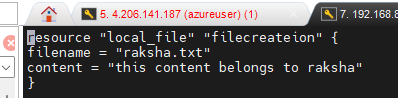 5. 4.206.141.187 (azureuser) (1)
7. 192.168.8
resource "local_file" "filecreateion" {
filename = "raksha.txt"
content = "this content belongs to raksha"
}